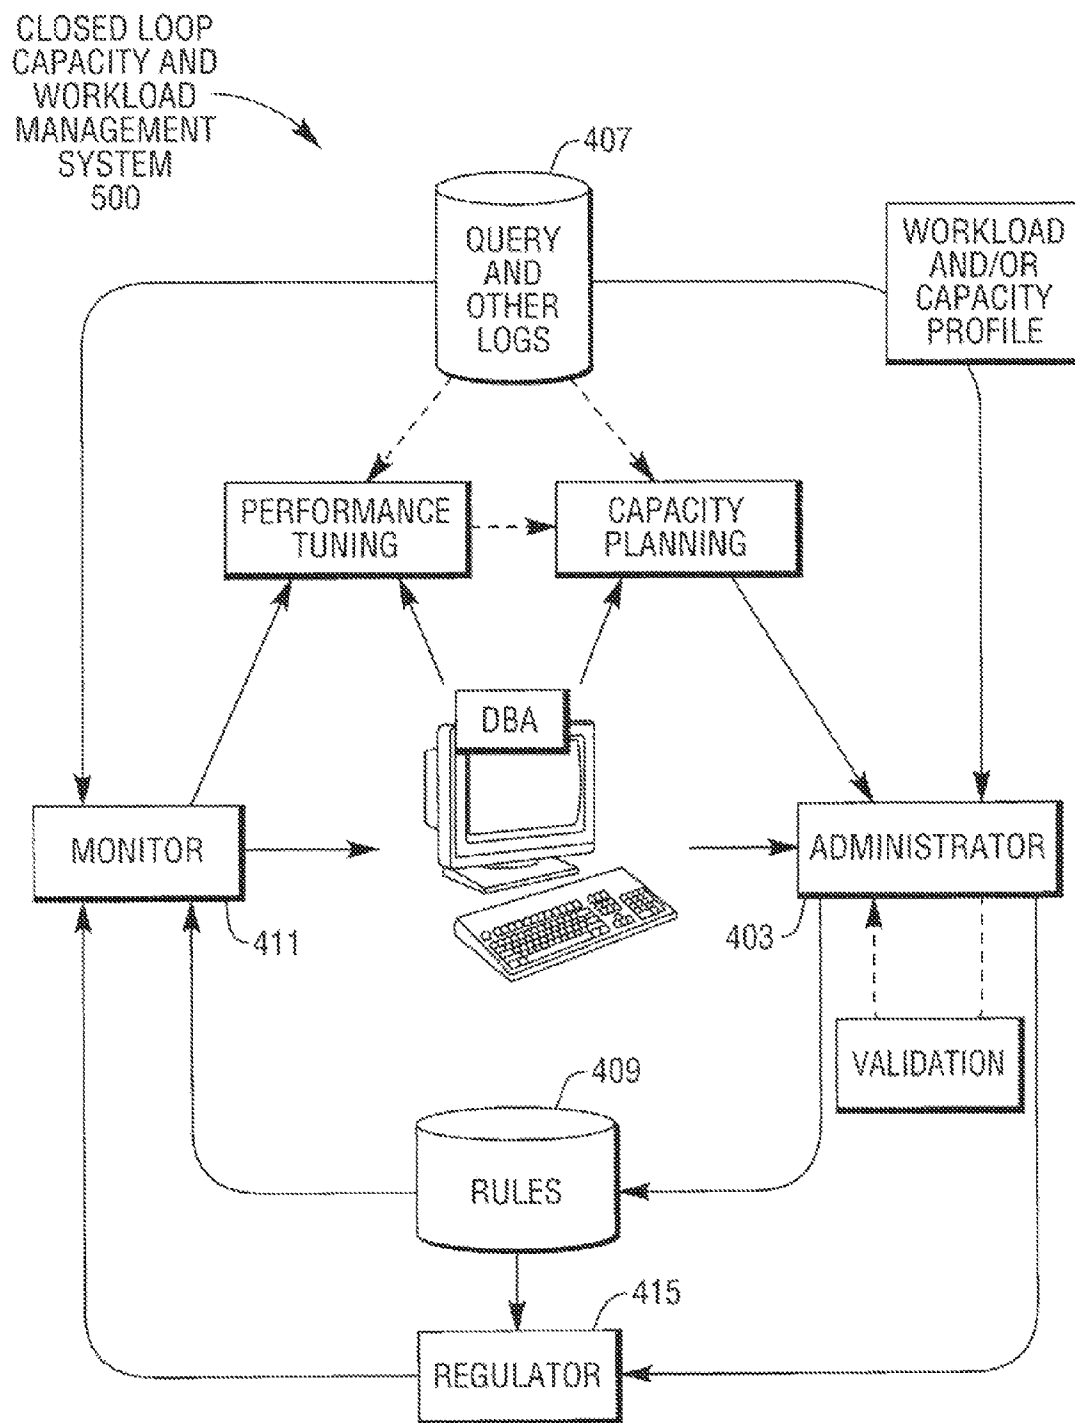 CLOSED LOOP
CAPACITY AND
WORKLOAD
MANAGEMENT
SYSTEM
500
407
QUERY
AND
OTHER
LOGS
WORKLOAD
AND/OR
CAPACITY
PROFILE
PERFORMANCE
TUNING
CAPACITY
PLANNING
DBA
MONITOR
411
ADMINISTRATOR
403
VALIDATION
409
RULES
415
REGULATOR